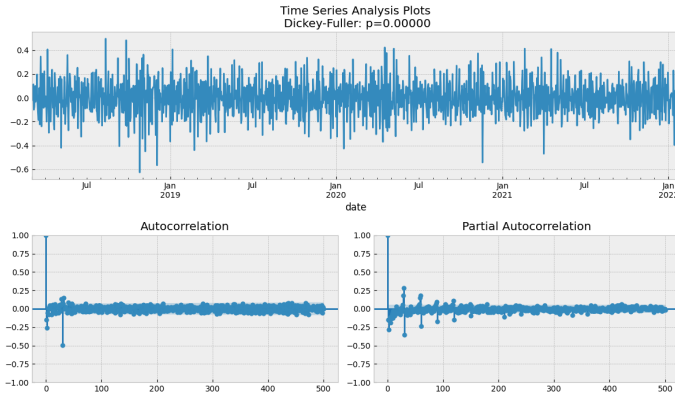 Time Series Analysis Plots
Dickey-Fuller: p=0.00000
0.4
0.2
0.0
−0.2
−0.4
−0.6
Jul
Jan
2019
Jul
Jan
2020
Jul
Jan
2021
Jul
Jan
date
Autocorrelation
1.00
0.75
0.50
0.25
0.00
−0.25
−0.50
−0.75
−1.00
0 100 200 300 400 500
Partial Autocorrelation
1.00
0.75
0.50
0.25
0.00
−0.25
−0.50
−0.75
−1.00
0 100 200 300 400 500